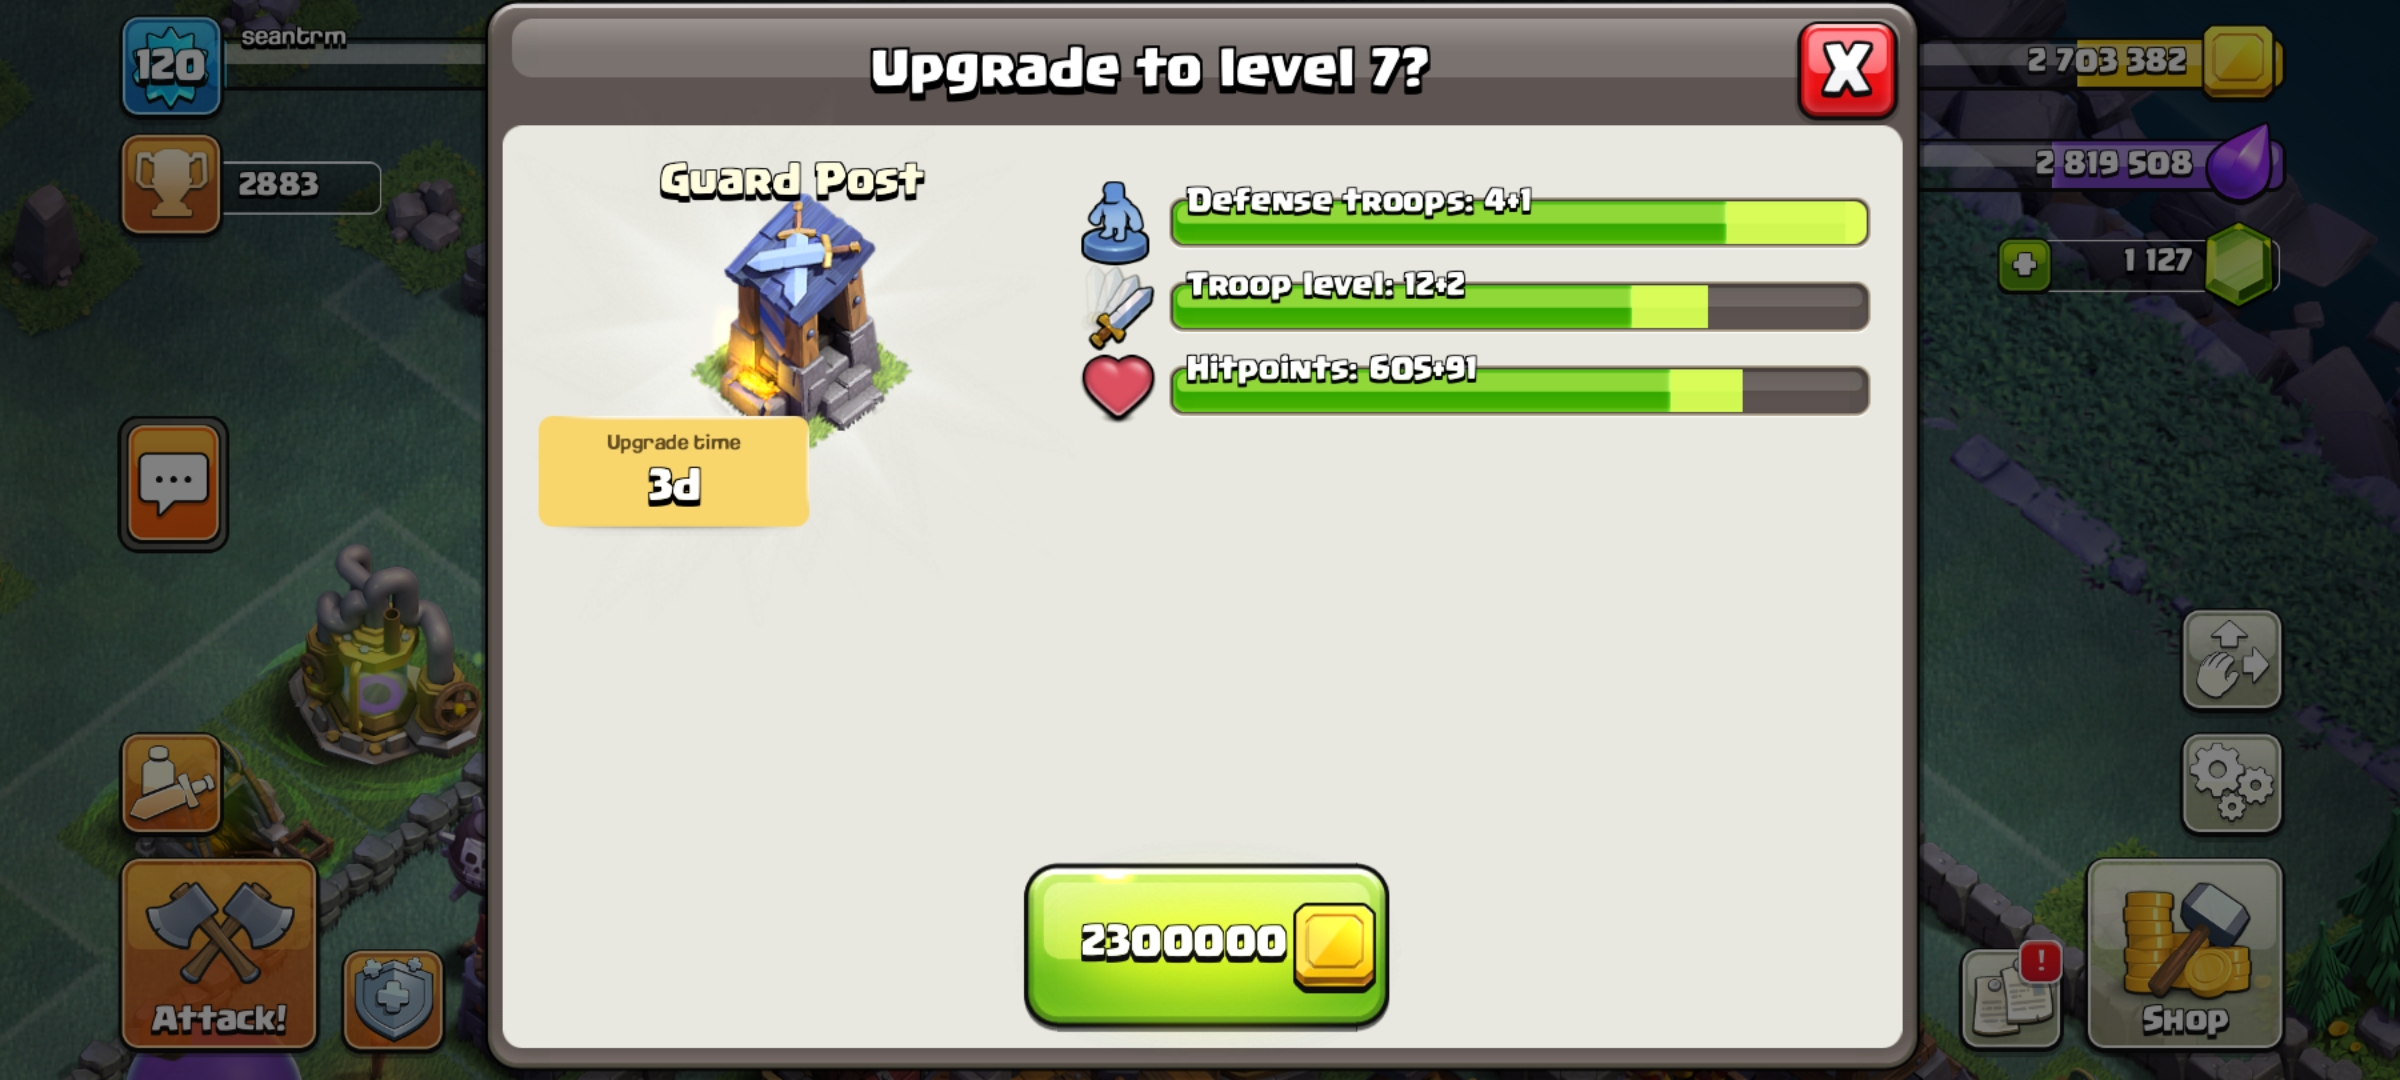 120
seantrm
Upgrade to level 7?
X
2 703 382
2883
Guard Post
Defense troops: 4+1
2 819 508
Troop level: 12+2
1 127
Hitpoints: 605+91
Upgrade time
3d
2300000
!
Attack!
Shop